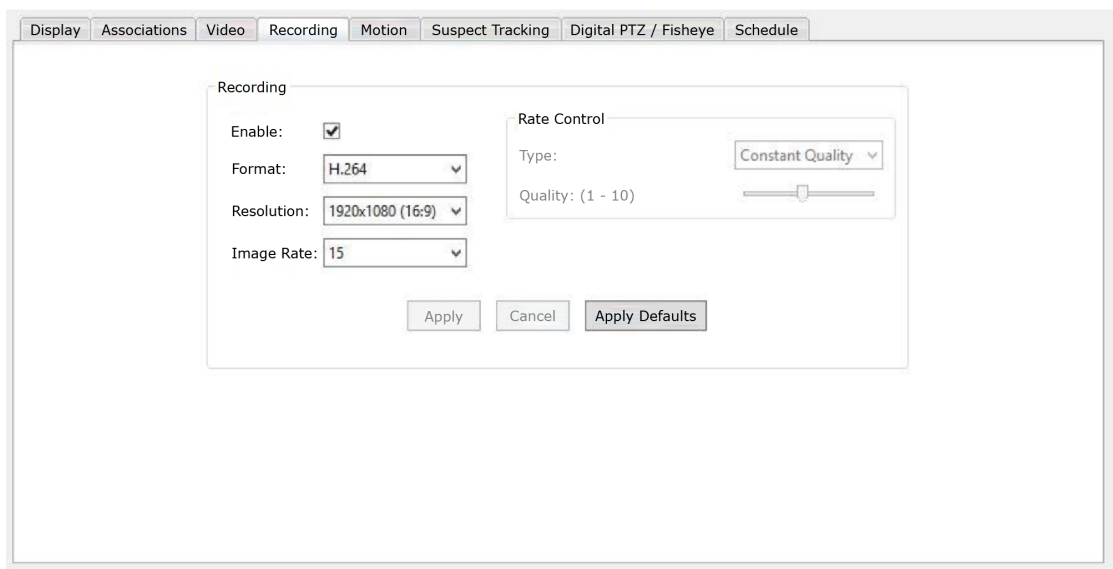 Display Associations Video Recording Motion Suspect Tracking Digital PTZ / Fisheye Schedule
Recording
Rate Control
Enable:
Type: Constant Quality
Format: H.264
Quality: (1 - 10)
Resolution: 1920x1080 (16:9)
Image Rate: 15
Apply Cancel Apply Defaults